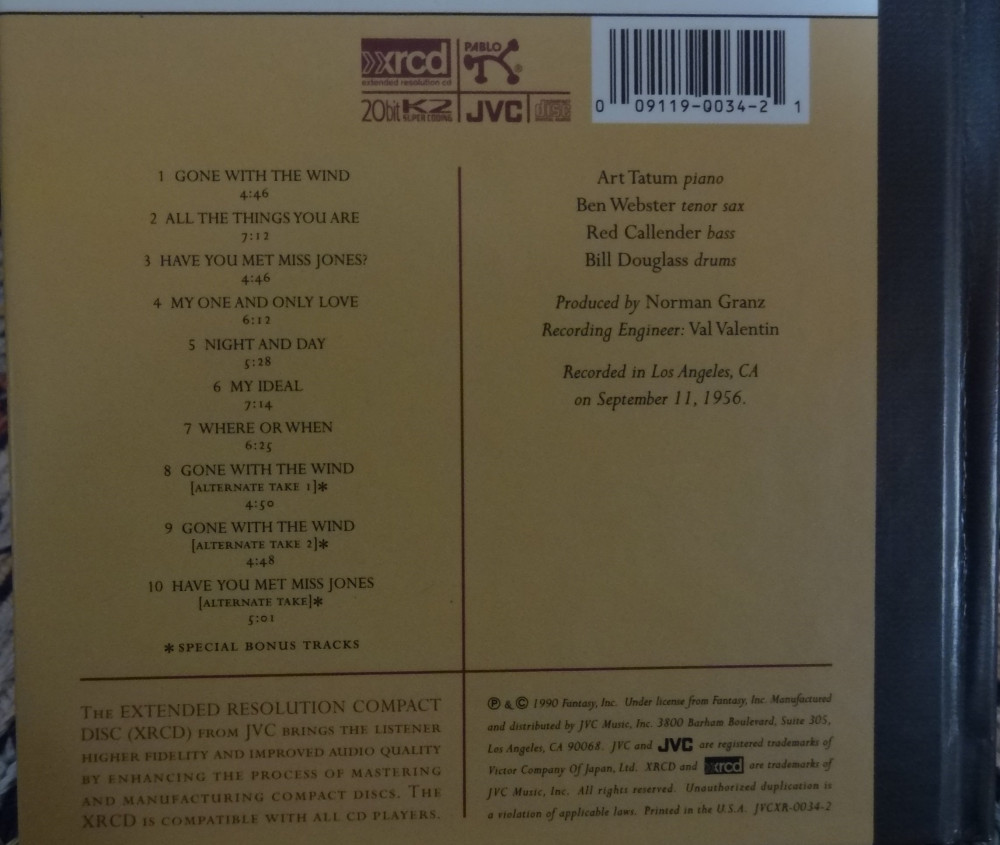 xrcd
extended resolution cd
PABLO
®
20bit K2
SUPER CODING
JVC
0 09119-0034-2 1
1 GONE WITH THE WIND
4:46
2 ALL THE THINGS YOU ARE
7:12
3 HAVE YOU MET MISS JONES?
4:46
4 MY ONE AND ONLY LOVE
6:12
5 NIGHT AND DAY
5:28
6 MY IDEAL
7:14
7 WHERE OR WHEN
6:25
8 GONE WITH THE WIND
[ALTERNATE TAKE 1]*
4:50
9 GONE WITH THE WIND
[ALTERNATE TAKE 2]*
4:48
10 HAVE YOU MET MISS JONES
[ALTERNATE TAKE]*
5:01
* SPECIAL BONUS TRACKS
Art Tatum piano
Ben Webster tenor sax
Red Callender bass
Bill Douglass drums
Produced by Norman Granz
Recording Engineer: Val Valentin
Recorded in Los Angeles, CA
on September 11, 1956.
THE EXTENDED RESOLUTION COMPACT
DISC (XRCD) FROM JVC BRINGS THE LISTENER
HIGHER FIDELITY AND IMPROVED AUDIO QUALITY
BY ENHANCING THE PROCESS OF MASTERING
AND MANUFACTURING COMPACT DISCS. THE
XRCD IS COMPATIBLE WITH ALL CD PLAYERS.
℗ & © 1990 Fantasy, Inc. Under license from Fantasy, Inc. Manufactured
and distributed by JVC Music, Inc. 3800 Barham Boulevard, Suite 305,
Los Angeles, CA 90068. JVC and JVC are registered trademarks of
Victor Company Of Japan, Ltd. XRCD and xrcd are trademarks of
JVC Music, Inc. All rights reserved. Unauthorized duplication is
a violation of applicable laws. Printed in the U.S.A. JVCXR-0034-2